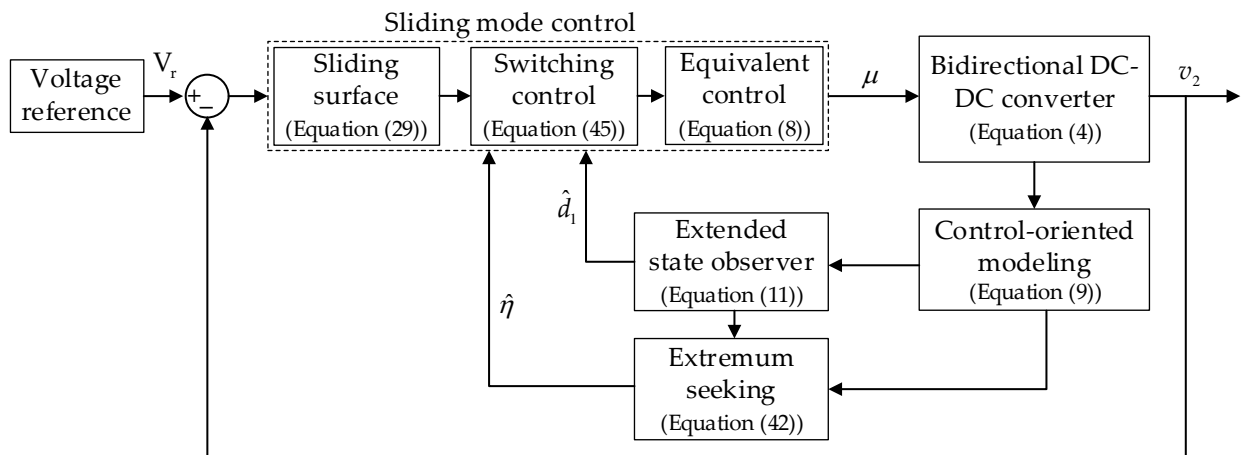 Sliding mode control
Voltage
reference
V_r
+
−
Sliding
surface
(Equation (29))
Switching
control
(Equation (45))
Equivalent
control
(Equation (8))
μ
Bidirectional DC-
DC converter
(Equation (4))
v_2
d̂_1
Extended
state observer
(Equation (11))
Control-oriented
modeling
(Equation (9))
η̂
Extremum
seeking
(Equation (42))